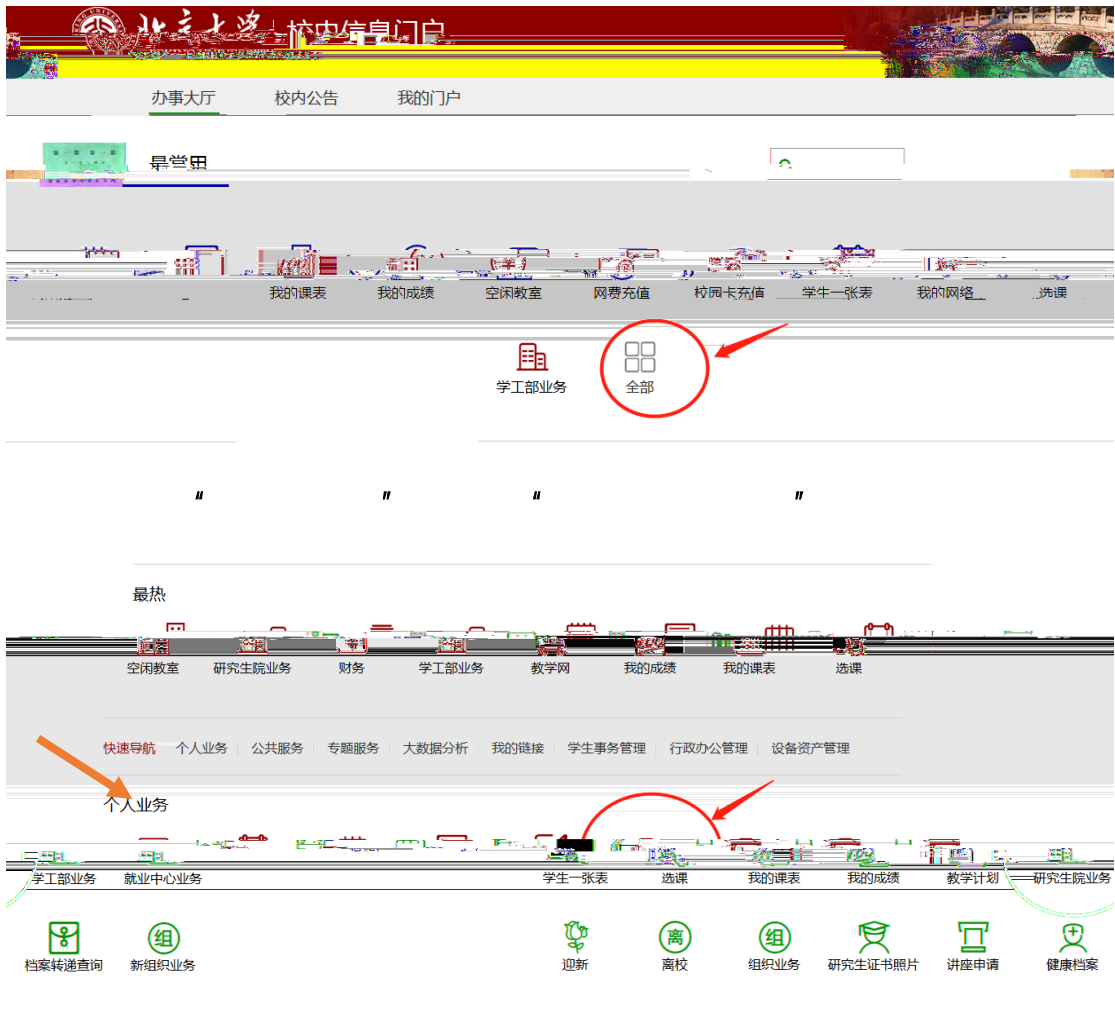 北京大学 校内信息门户
办事大厅 校内公告 我的门户
最常用
我的课表 我的成绩 空闲教室 网费充值 校园卡充值 学生一张表 我的网络 选课
学工部业务 全部
" " " "
最热
空闲教室 研究生院业务 财务 学工部业务 教学网 我的成绩 我的课表 选课
快速导航 个人业务 公共服务 专题服务 大数据分析 我的链接 学生事务管理 行政办公管理 设备资产管理
个人业务
学工部业务 就业中心业务 学生一张表 选课 我的课表 我的成绩 教学计划 研究生院业务
组 离 组
档案转递查询 新组织业务 迎新 离校 组织业务 研究生证书照片 讲座申请 健康档案